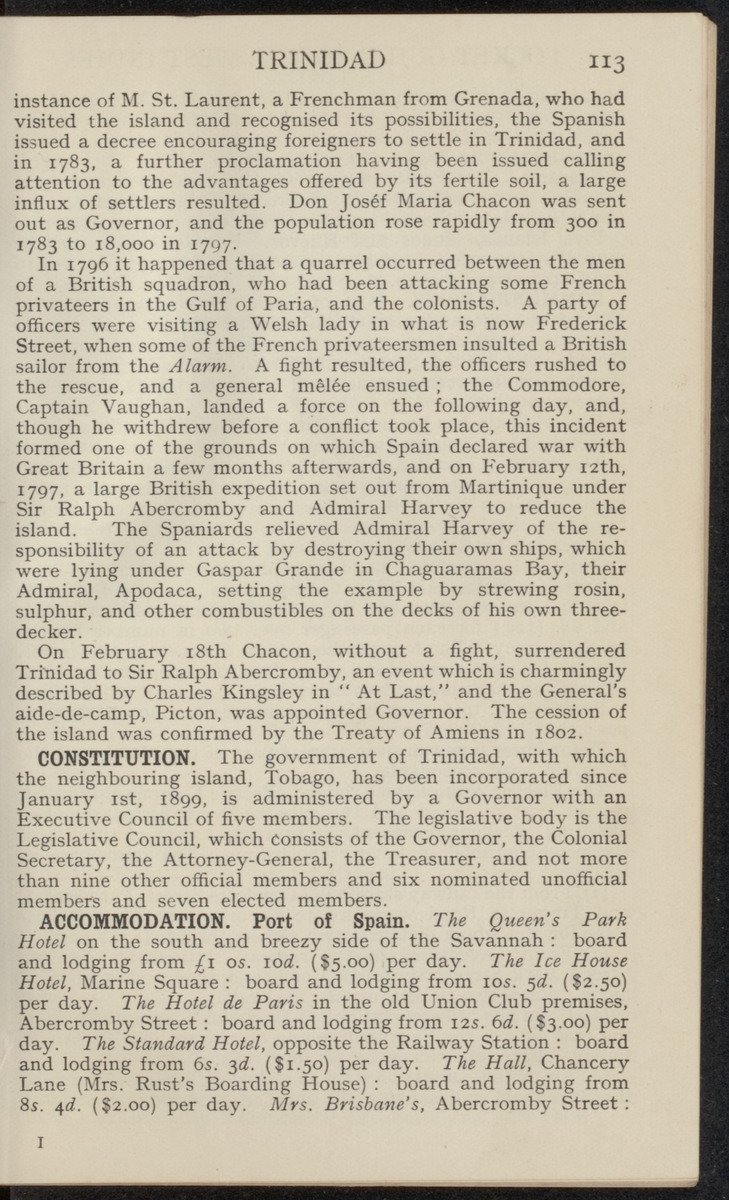 TRINIDAD 113
instance of M. St. Laurent, a Frenchman from Grenada, who had
visited the island and recognised its possibilities, the Spanish
issued a decree encouraging foreigners to settle in Trinidad, and
in 1783, a further proclamation having been issued calling
attention to the advantages offered by its fertile soil, a large
influx of settlers resulted. Don Joséf Maria Chacon was sent
out as Governor, and the population rose rapidly from 300 in
1783 to 18,000 in 1797.
In 1796 it happened that a quarrel occurred between the men
of a British squadron, who had been attacking some French
privateers in the Gulf of Paria, and the colonists. A party of
officers were visiting a Welsh lady in what is now Frederick
Street, when some of the French privateersmen insulted a British
sailor from the Alarm. A fight resulted, the officers rushed to
the rescue, and a general mêlée ensued ; the Commodore,
Captain Vaughan, landed a force on the following day, and,
though he withdrew before a conflict took place, this incident
formed one of the grounds on which Spain declared war with
Great Britain a few months afterwards, and on February 12th,
1797, a large British expedition set out from Martinique under
Sir Ralph Abercromby and Admiral Harvey to reduce the
island. The Spaniards relieved Admiral Harvey of the re-
sponsibility of an attack by destroying their own ships, which
were lying under Gaspar Grande in Chaguaramas Bay, their
Admiral, Apodaca, setting the example by strewing rosin,
sulphur, and other combustibles on the decks of his own three-
decker.
On February 18th Chacon, without a fight, surrendered
Trinidad to Sir Ralph Abercromby, an event which is charmingly
described by Charles Kingsley in " At Last," and the General's
aide-de-camp, Picton, was appointed Governor. The cession of
the island was confirmed by the Treaty of Amiens in 1802.
CONSTITUTION. The government of Trinidad, with which
the neighbouring island, Tobago, has been incorporated since
January 1st, 1899, is administered by a Governor with an
Executive Council of five members. The legislative body is the
Legislative Council, which consists of the Governor, the Colonial
Secretary, the Attorney-General, the Treasurer, and not more
than nine other official members and six nominated unofficial
members and seven elected members.
ACCOMMODATION. Port of Spain. The Queen's Park
Hotel on the south and breezy side of the Savannah : board
and lodging from £1 0s. 10d. ($5.00) per day. The Ice House
Hotel, Marine Square : board and lodging from 10s. 5d. ($2.50)
per day. The Hotel de Paris in the old Union Club premises,
Abercromby Street : board and lodging from 12s. 6d. ($3.00) per
day. The Standard Hotel, opposite the Railway Station : board
and lodging from 6s. 3d. ($1.50) per day. The Hall, Chancery
Lane (Mrs. Rust's Boarding House) : board and lodging from
8s. 4d. ($2.00) per day. Mrs. Brisbane's, Abercromby Street :
I